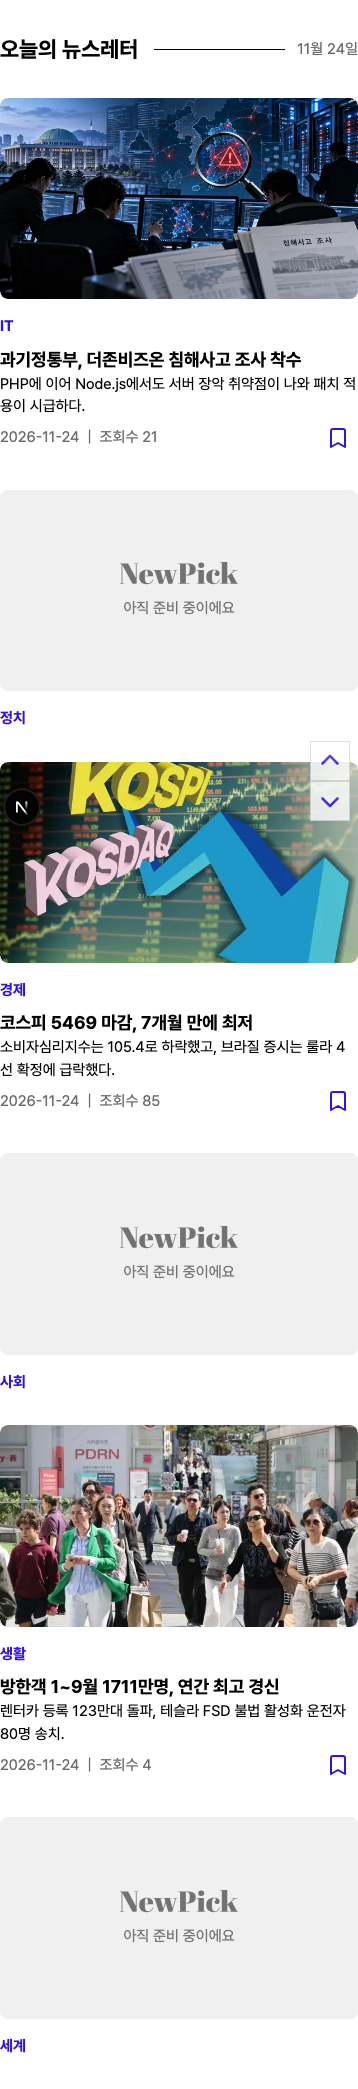 오늘의 뉴스레터
11월 24일
침해사고 조사
IT
과기정통부, 더존비즈온 침해사고 조사 착수
PHP에 이어 Node.js에서도 서버 장악 취약점이 나와 패치 적
용이 시급하다.
2026-11-24 | 조회수 21
NewPick
아직 준비 중이에요
정치
KOSPI
KOSDAQ
N
경제
코스피 5469 마감, 7개월 만에 최저
소비자심리지수는 105.4로 하락했고, 브라질 증시는 룰라 4
선 확정에 급락했다.
2026-11-24 | 조회수 85
NewPick
아직 준비 중이에요
사회
PDRN
생활
방한객 1~9월 1711만명, 연간 최고 경신
렌터카 등록 123만대 돌파, 테슬라 FSD 불법 활성화 운전자
80명 송치.
2026-11-24 | 조회수 4
NewPick
아직 준비 중이에요
세계